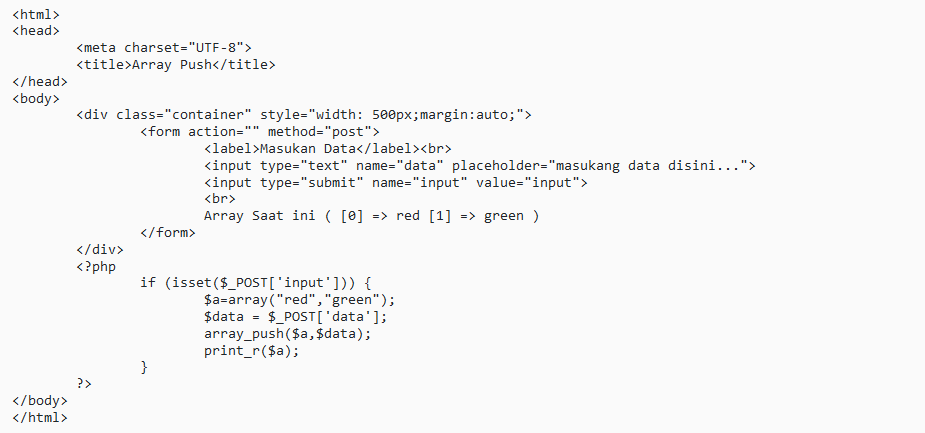 <html>
<head>
	<meta charset="UTF-8">
	<title>Array Push</title>
</head>
<body>
	<div class="container" style="width: 500px;margin:auto;">
		<form action="" method="post">
			<label>Masukan Data</label><br>
			<input type="text" name="data" placeholder="masukang data disini...">
			<input type="submit" name="input" value="input">
			<br>
			Array Saat ini ( [0] => red [1] => green )
		</form>
	</div>
	<?php
		if (isset($_POST['input'])) {
			$a=array("red","green");
			$data = $_POST['data'];
			array_push($a,$data);
			print_r($a);
		}
	?>
</body>
</html>